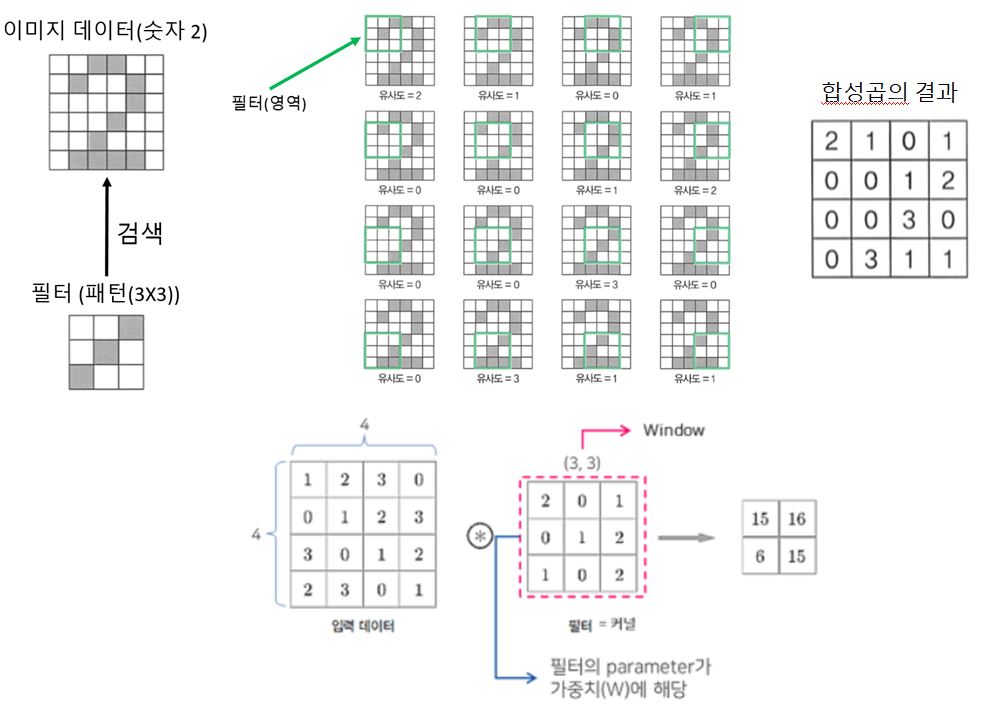 이미지 데이터(숫자 2)
필터(영역)
검색
필터 (패턴(3X3))
유사도 = 2 유사도 = 1 유사도 = 0 유사도 = 1
유사도 = 0 유사도 = 0 유사도 = 1 유사도 = 2
유사도 = 0 유사도 = 0 유사도 = 3 유사도 = 0
유사도 = 0 유사도 = 3 유사도 = 1 유사도 = 1
합성곱의 결과
2 1 0 1
0 0 1 2
0 0 3 0
0 3 1 1
4
4
1 2 3 0
0 1 2 3
3 0 1 2
2 3 0 1
입력 데이터
*
Window
(3, 3)
2 0 1
0 1 2
1 0 2
필터 = 커널
15 16
6 15
필터의 parameter가
가중치(W)에 해당